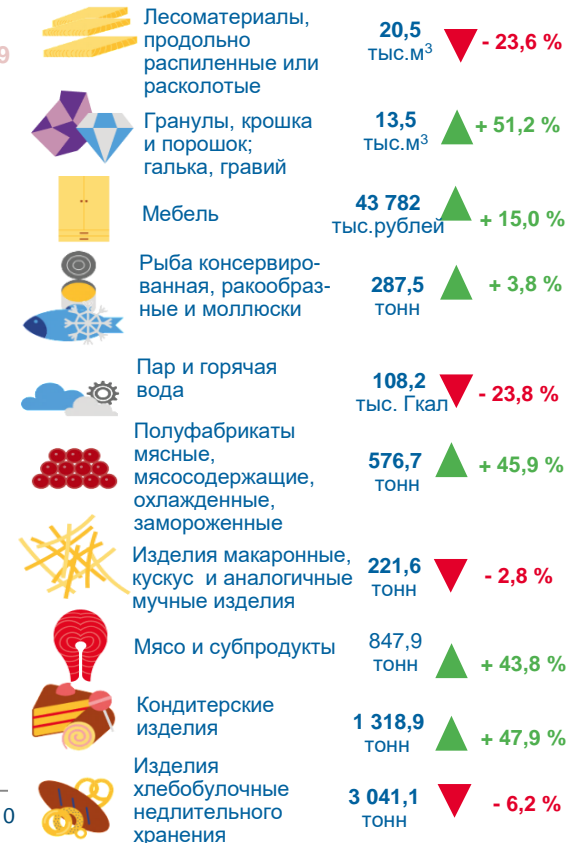 9
Лесоматериалы,
продольно
распиленные или
расколотые
20,5
тыс.м³
- 23,6 %
Гранулы, крошка
и порошок;
галька, гравий
13,5
тыс.м³
+ 51,2 %
Мебель
43 782
тыс.рублей
+ 15,0 %
Рыба консервиро-
ванная, ракообраз-
ные и моллюски
287,5
тонн
+ 3,8 %
Пар и горячая
вода
108,2
тыс. Гкал
- 23,8 %
Полуфабрикаты
мясные,
мясосодержащие,
охлажденные,
замороженные
576,7
тонн
+ 45,9 %
Изделия макаронные,
кускус и аналогичные
мучные изделия
221,6
тонн
- 2,8 %
Мясо и субпродукты
847,9
тонн
+ 43,8 %
Кондитерские
изделия
1 318,9
тонн
+ 47,9 %
Изделия
хлебобулочные
недлительного
хранения
3 041,1
тонн
- 6,2 %
0